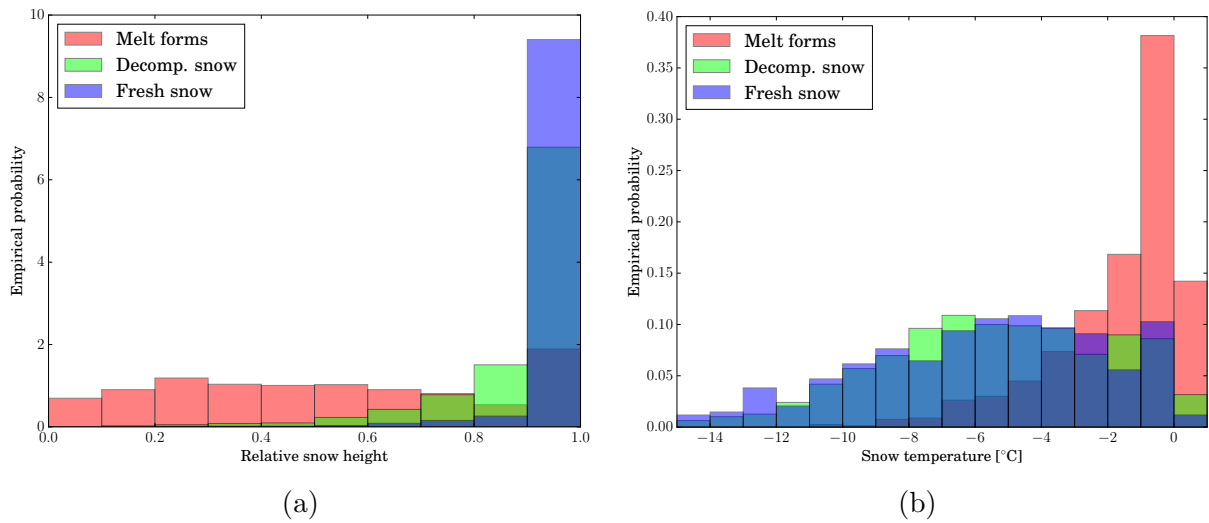 10
8
6
4
2
0
Empirical probability
Melt forms
Decomp. snow
Fresh snow
0.0 0.2 0.4 0.6 0.8 1.0
Relative snow height
(a)
0.40
0.35
0.30
0.25
0.20
0.15
0.10
0.05
0.00
Empirical probability
Melt forms
Decomp. snow
Fresh snow
−14 −12 −10 −8 −6 −4 −2 0
Snow temperature [°C]
(b)